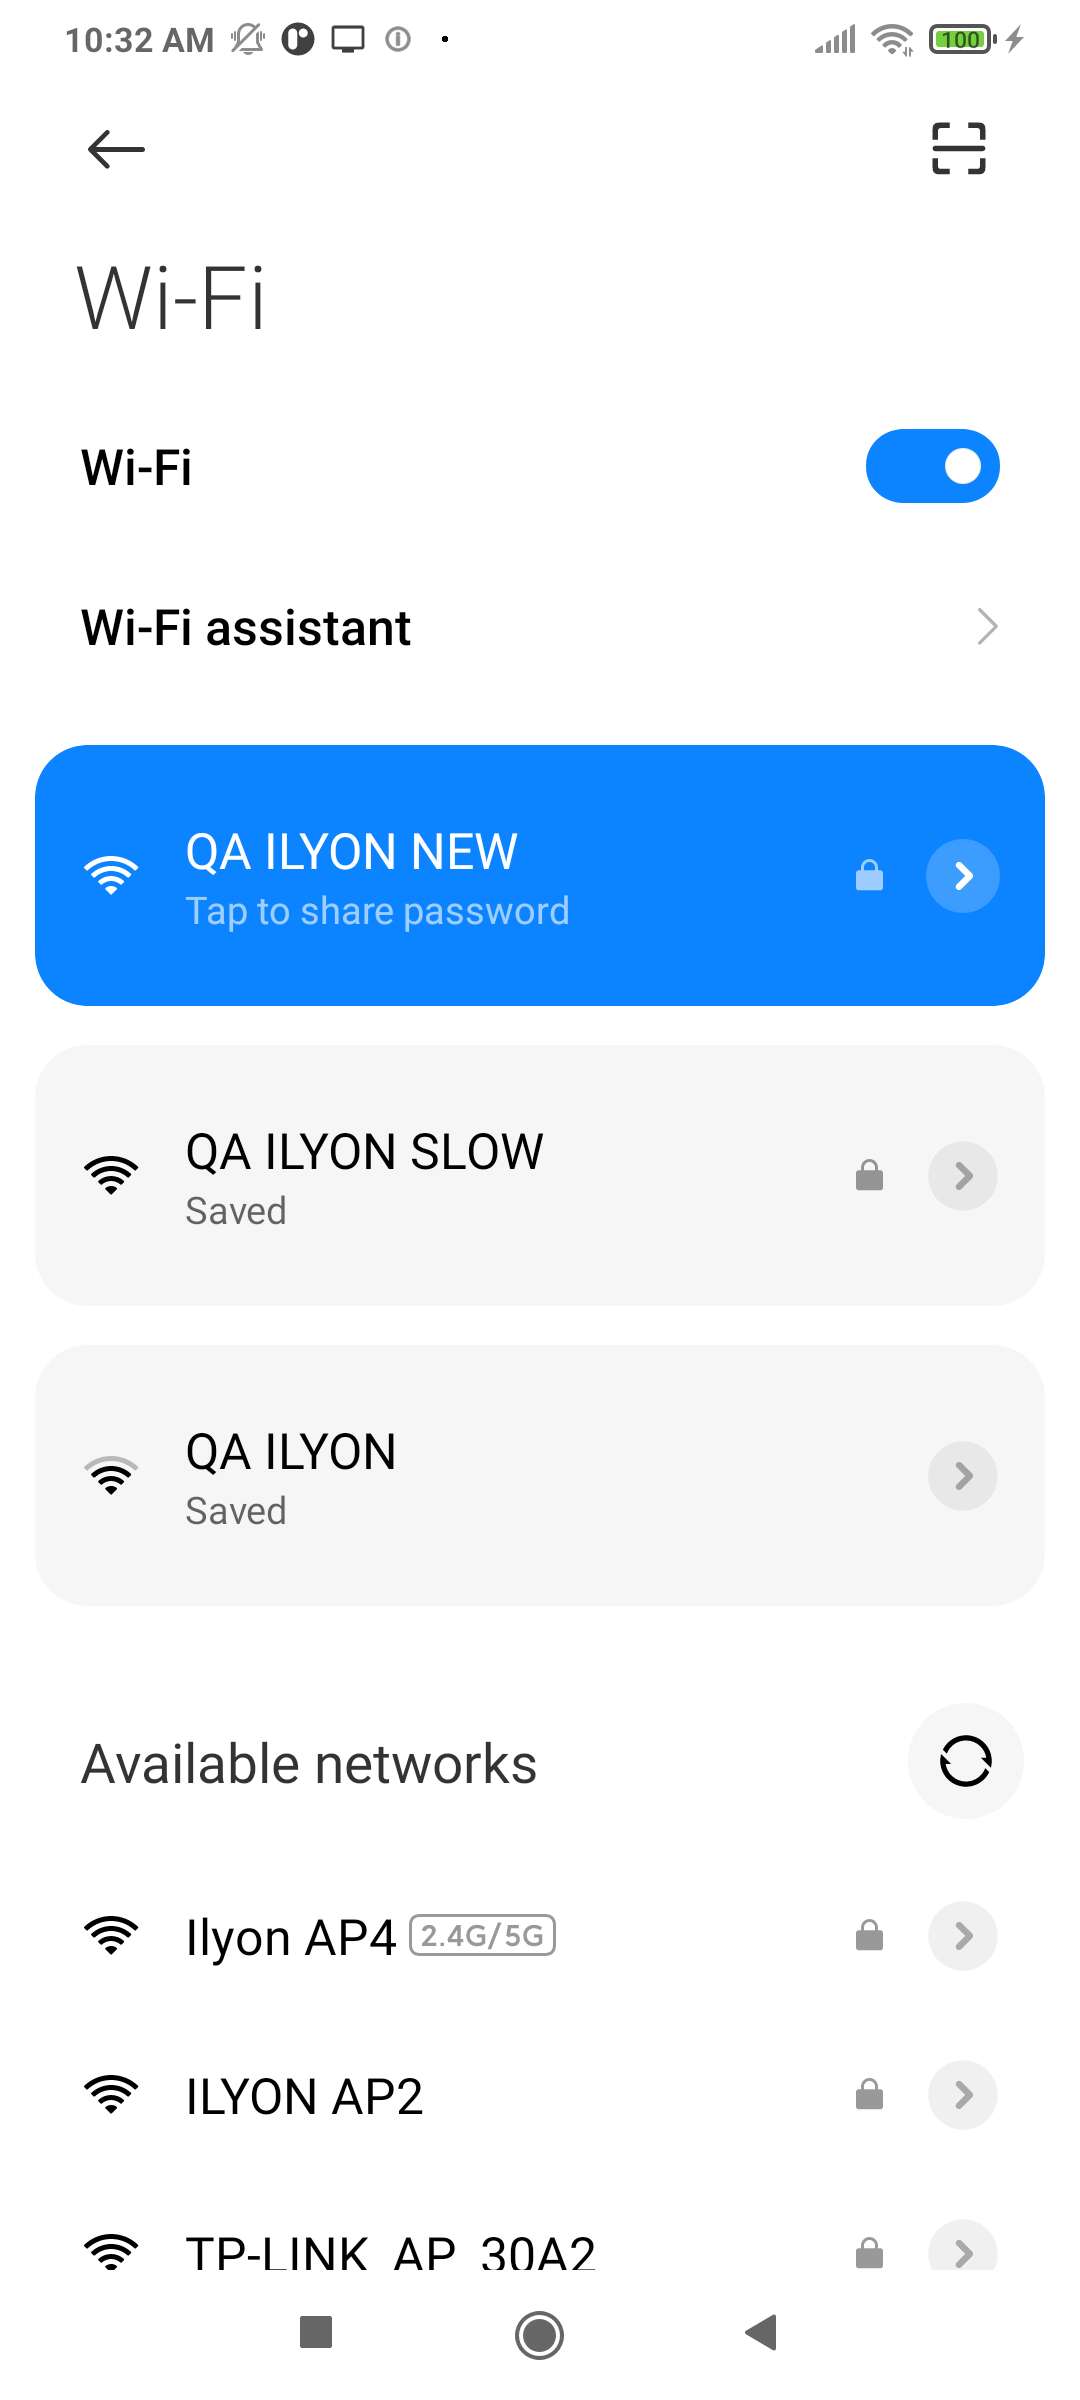 10:32 AM
100
Wi-Fi
Wi-Fi
Wi-Fi assistant
QA ILYON NEW
Tap to share password
QA ILYON SLOW
Saved
QA ILYON
Saved
Available networks
Ilyon AP4 2.4G/5G
ILYON AP2
TP-LINK_AP_30A2